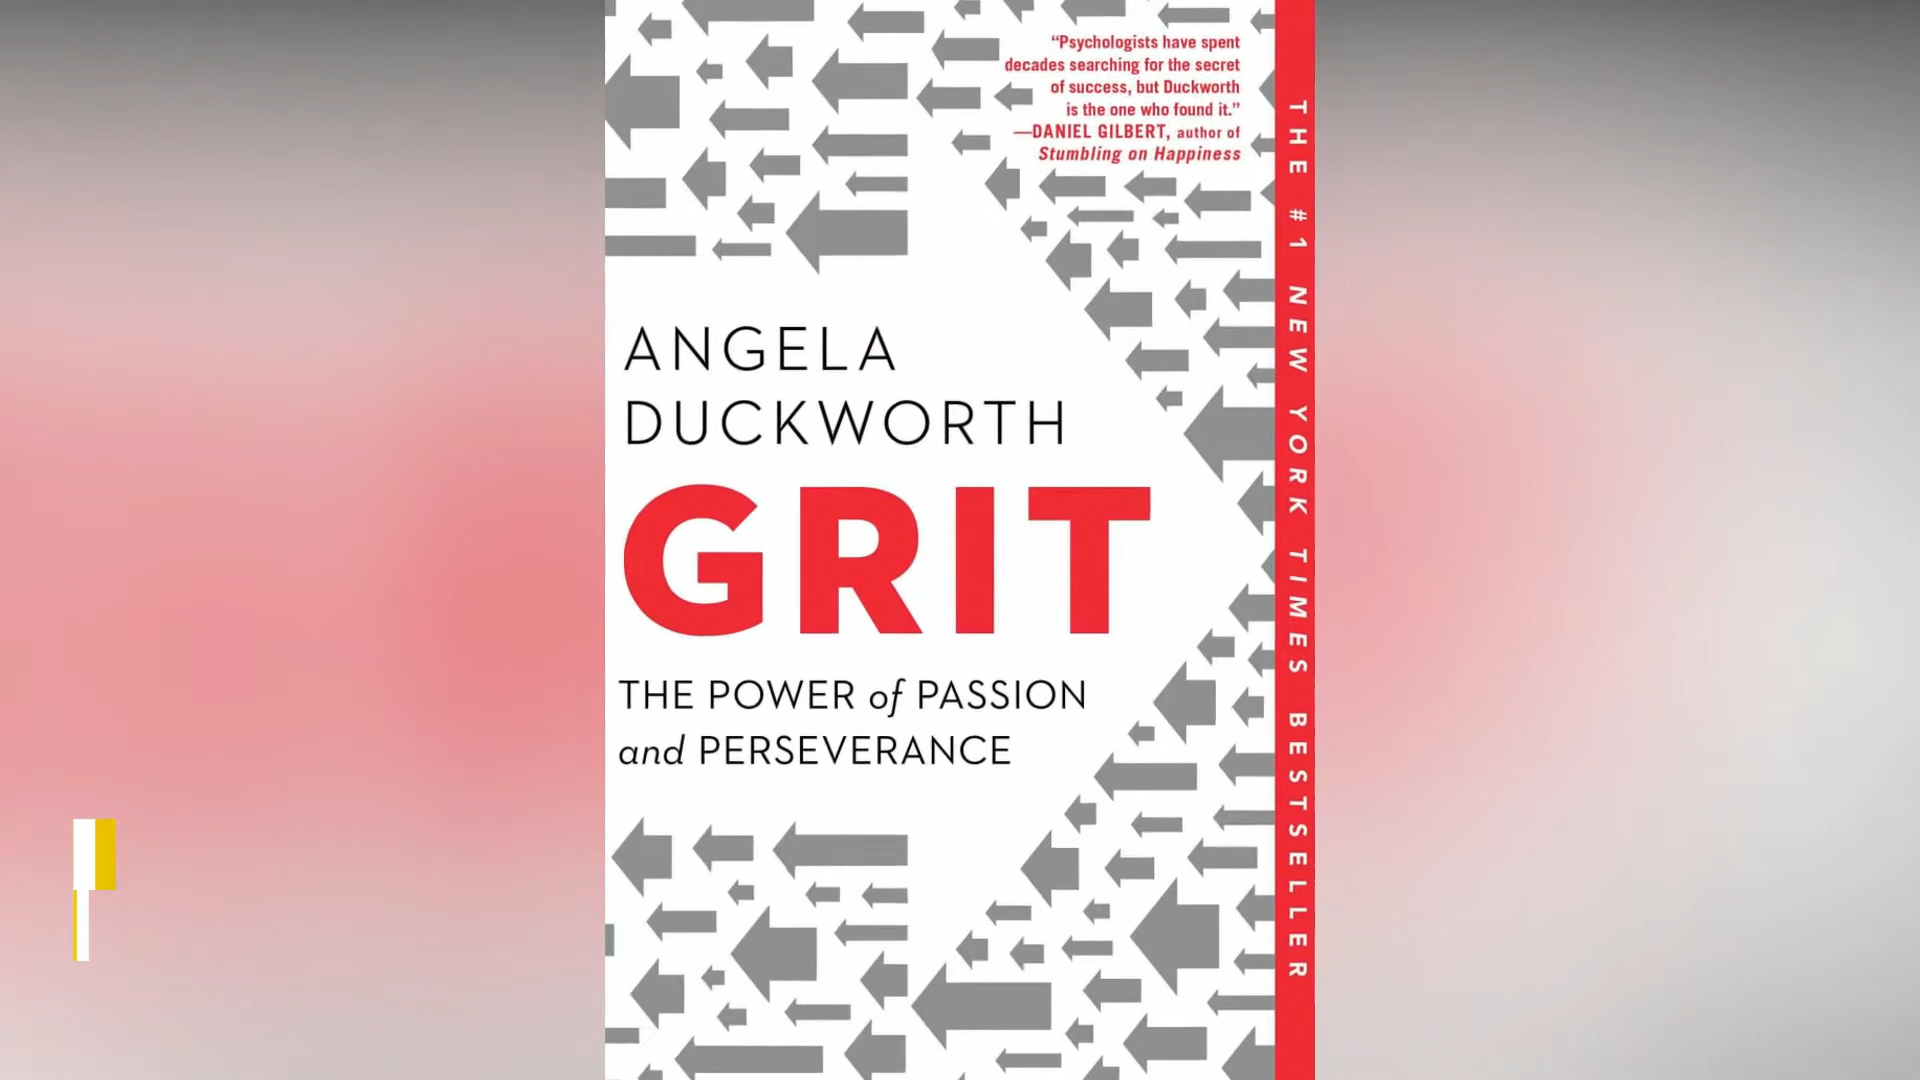 “Psychologists have spent
decades searching for the secret
of success, but Duckworth
is the one who found it.”
—DANIEL GILBERT, author of
Stumbling on Happiness
ANGELA
DUCKWORTH
GRIT
THE POWER of PASSION
and PERSEVERANCE
THE #1 NEW YORK TIMES BESTSELLER